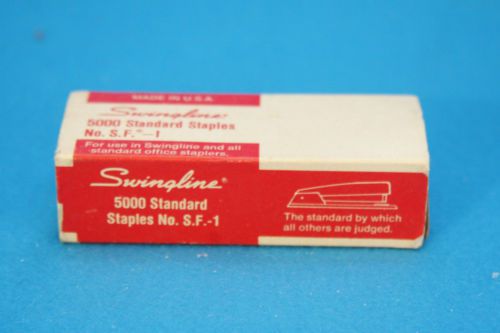 MADE IN U.S.A.
Swingline®
5000 Standard Staples
No. S.F.®-1
For use in Swingline and all
standard office staplers.
Swingline®
5000 Standard
Staples No. S.F.-1
The standard by which
all others are judged.